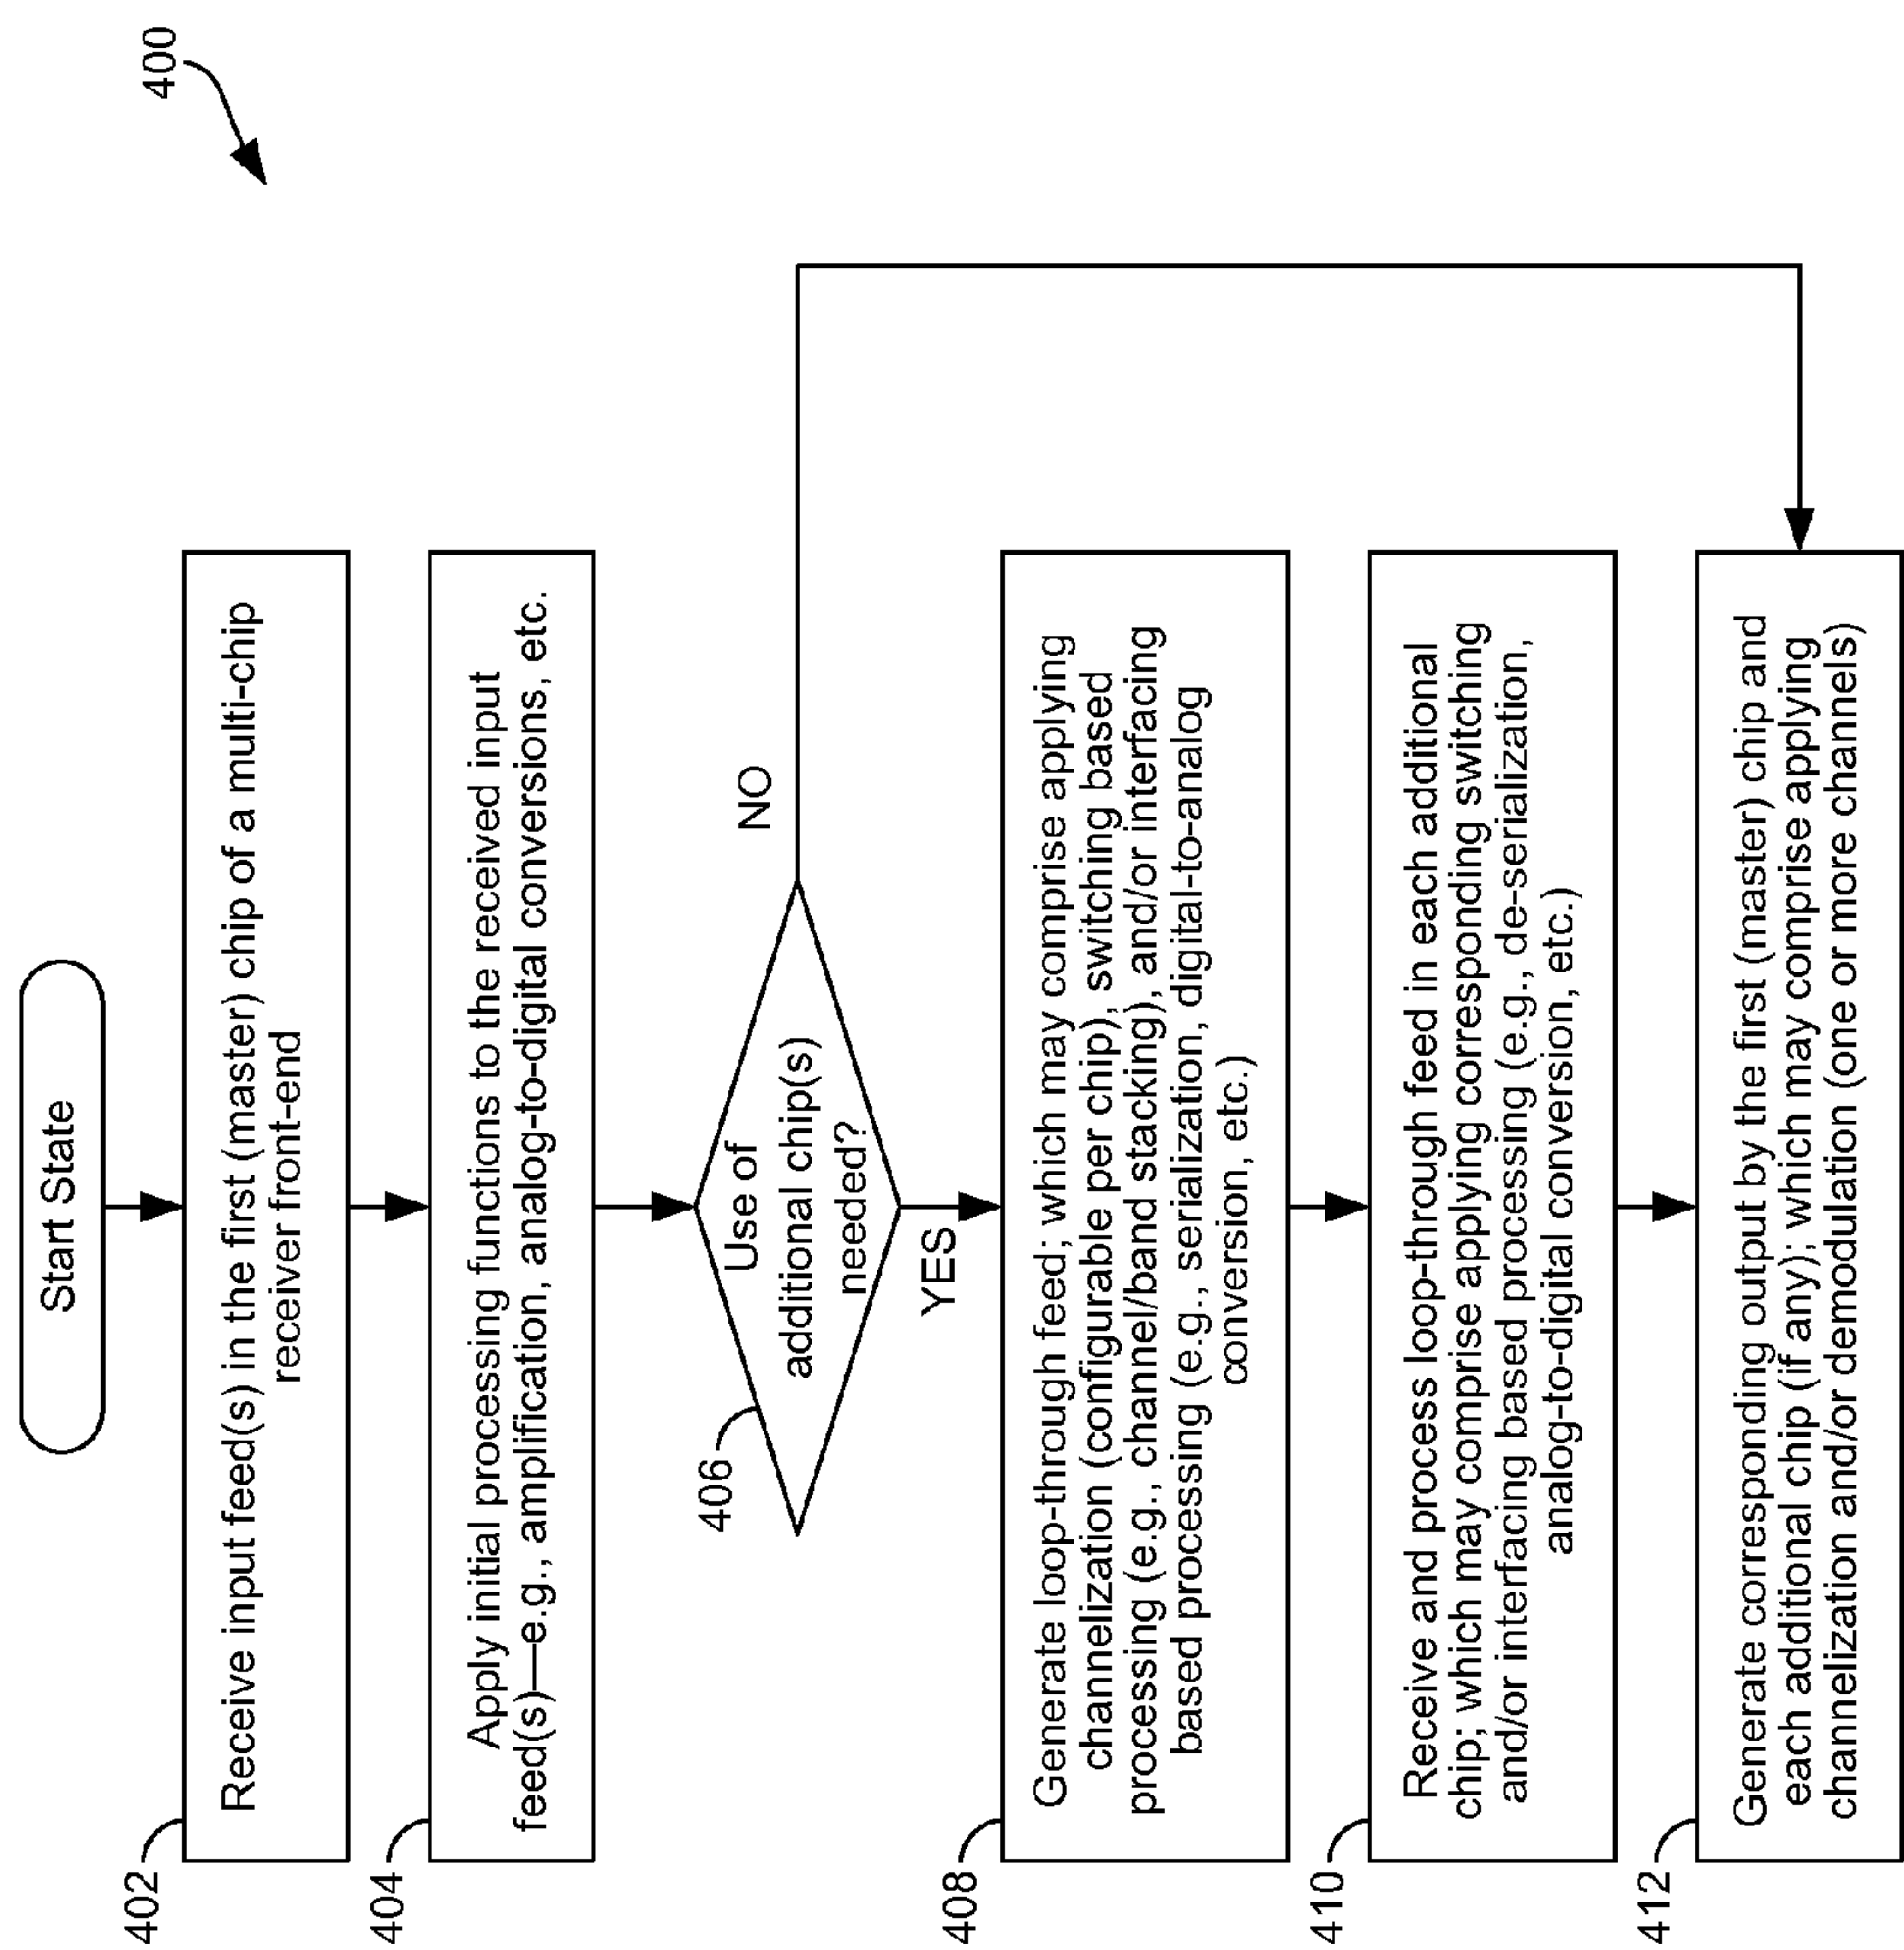 400
Start State
402
Receive input feed(s) in the first (master) chip of a multi-chip
receiver front-end
404
Apply initial processing functions to the received input
feed(s)—e.g., amplification, analog-to-digital conversions, etc.
406
Use of
additional chip(s)
needed?
NO
YES
408
Generate loop-through feed; which may comprise applying
channelization (configurable per chip), switching based
processing (e.g., channel/band stacking), and/or interfacing
based processing (e.g., serialization, digital-to-analog
conversion, etc.)
410
Receive and process loop-through feed in each additional
chip; which may comprise applying corresponding switching
and/or interfacing based processing (e.g., de-serialization,
analog-to-digital conversion, etc.)
412
Generate corresponding output by the first (master) chip and
each additional chip (if any); which may comprise applying
channelization and/or demodulation (one or more channels)